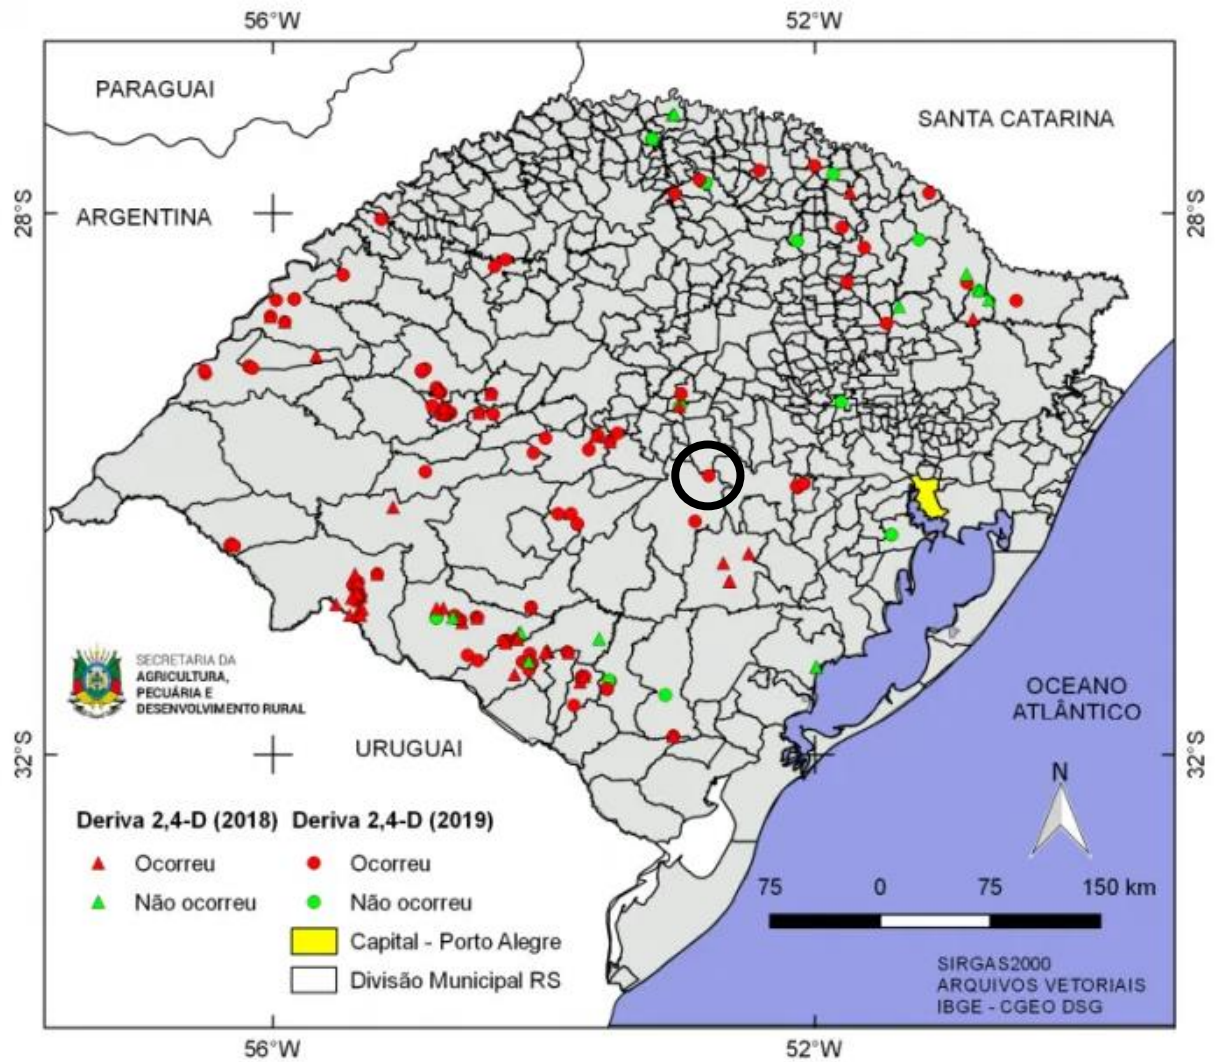 56°W 52°W
PARAGUAI
SANTA CATARINA
28°S ARGENTINA 28°S
SECRETARIA DA
AGRICULTURA,
PECUÁRIA E
DESENVOLVIMENTO RURAL
OCEANO
ATLÂNTICO
32°S URUGUAI 32°S
N
Deriva 2,4-D (2018) Deriva 2,4-D (2019)
Ocorreu Ocorreu
Não ocorreu Não ocorreu
Capital - Porto Alegre
Divisão Municipal RS
75 0 75 150 km
SIRGAS2000
ARQUIVOS VETORIAIS
IBGE - CGEO DSG
56°W 52°W